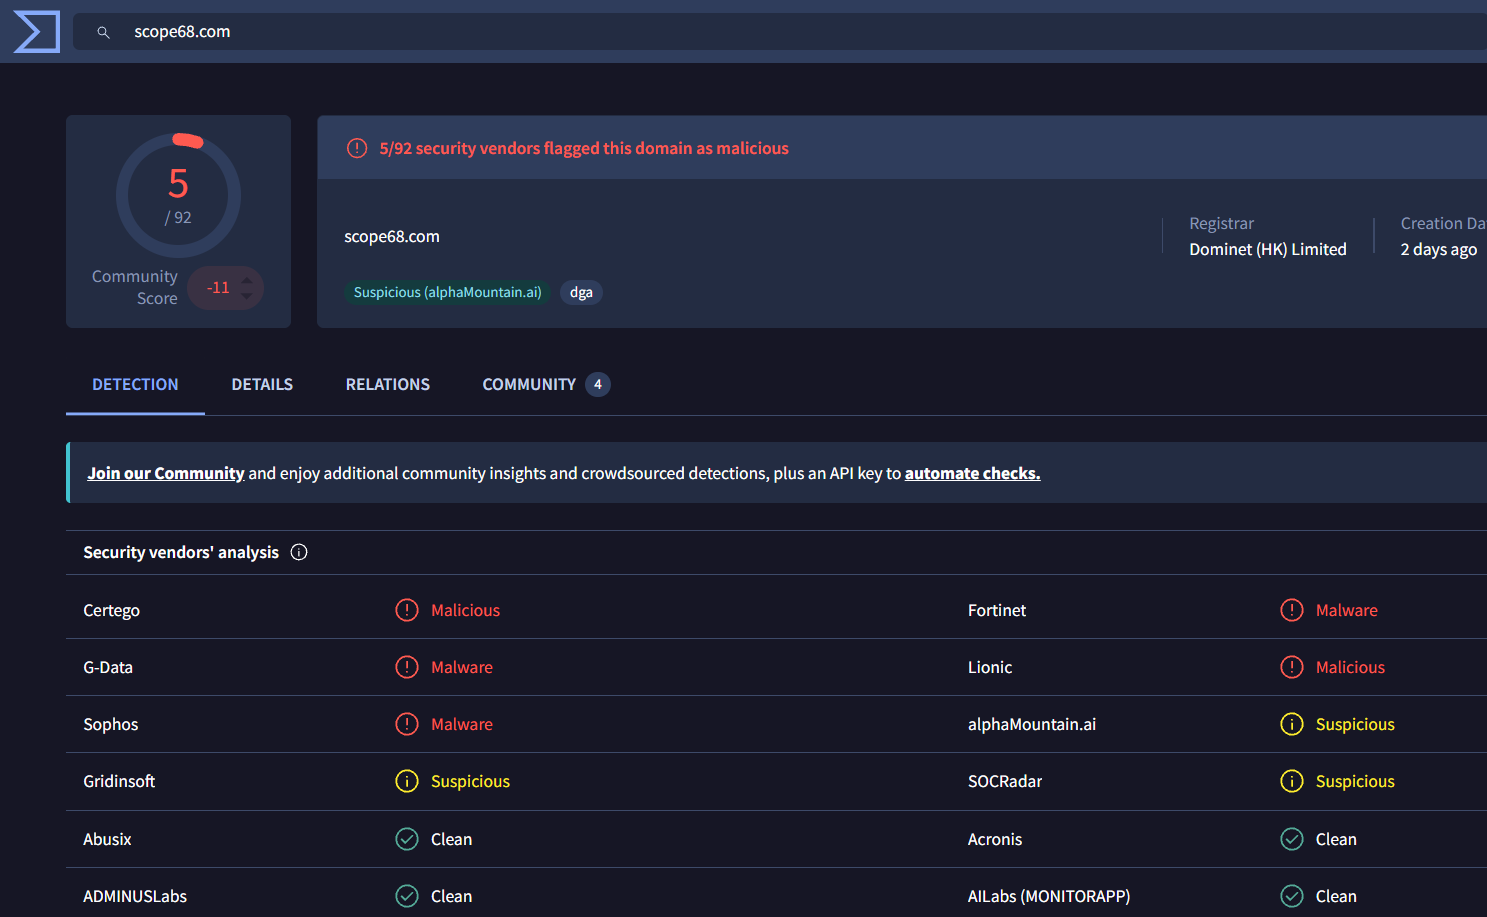 scope68.com
5
/ 92
Community Score
-11
5/92 security vendors flagged this domain as malicious
scope68.com
Suspicious (alphaMountain.ai) dga
Registrar
Dominet (HK) Limited
Creation Da
2 days ago
DETECTION DETAILS RELATIONS COMMUNITY 4
Join our Community and enjoy additional community insights and crowdsourced detections, plus an API key to automate checks.
Security vendors' analysis
Certego Malicious Fortinet Malware
G-Data Malware Lionic Malicious
Sophos Malware alphaMountain.ai Suspicious
Gridinsoft Suspicious SOCRadar Suspicious
Abusix Clean Acronis Clean
ADMINUSLabs Clean AILabs (MONITORAPP) Clean